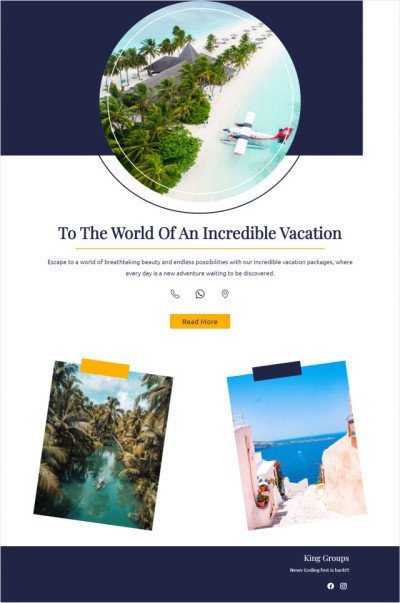 To The World Of An Incredible Vacation
Escape to a world of breathtaking beauty and endless possibilities with our incredible vacation packages, where
every day is a new adventure waiting to be discovered.
Read More
King Groups
Never Ending fest is back!!!